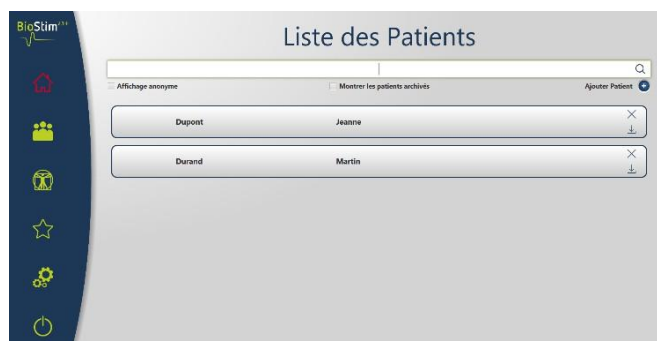 BioStim
Liste des Patients
Affichage anonyme
Montrer les patients archivés
Ajouter Patient
Dupont Jeanne
Durand Martin